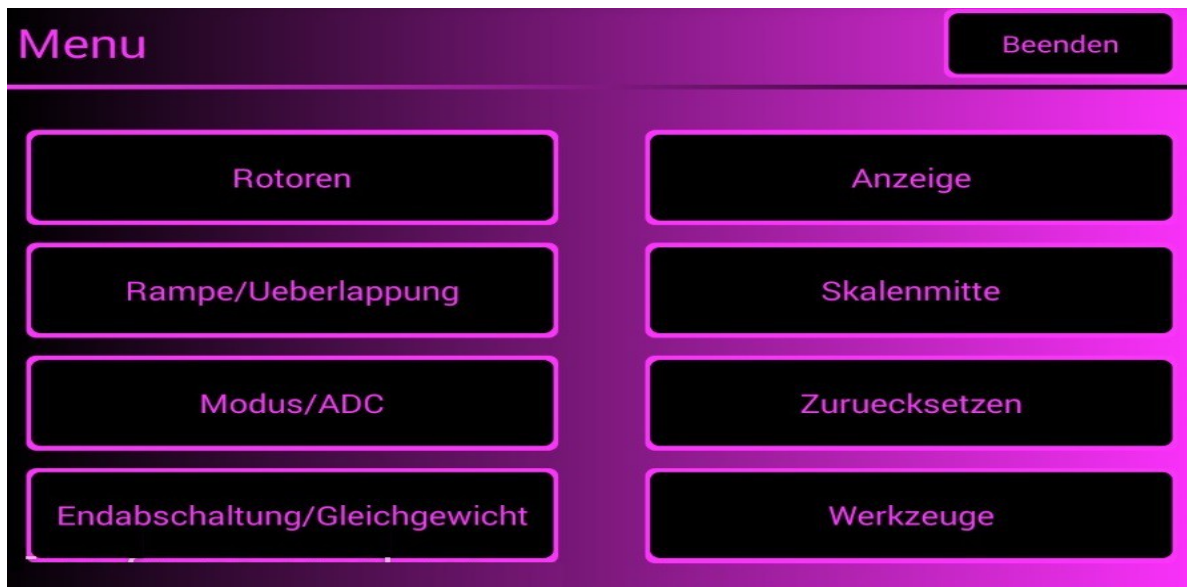 Menu
Beenden
Rotoren
Anzeige
Rampe/Ueberlappung
Skalenmitte
Modus/ADC
Zuruecksetzen
Endabschaltung/Gleichgewicht
Werkzeuge